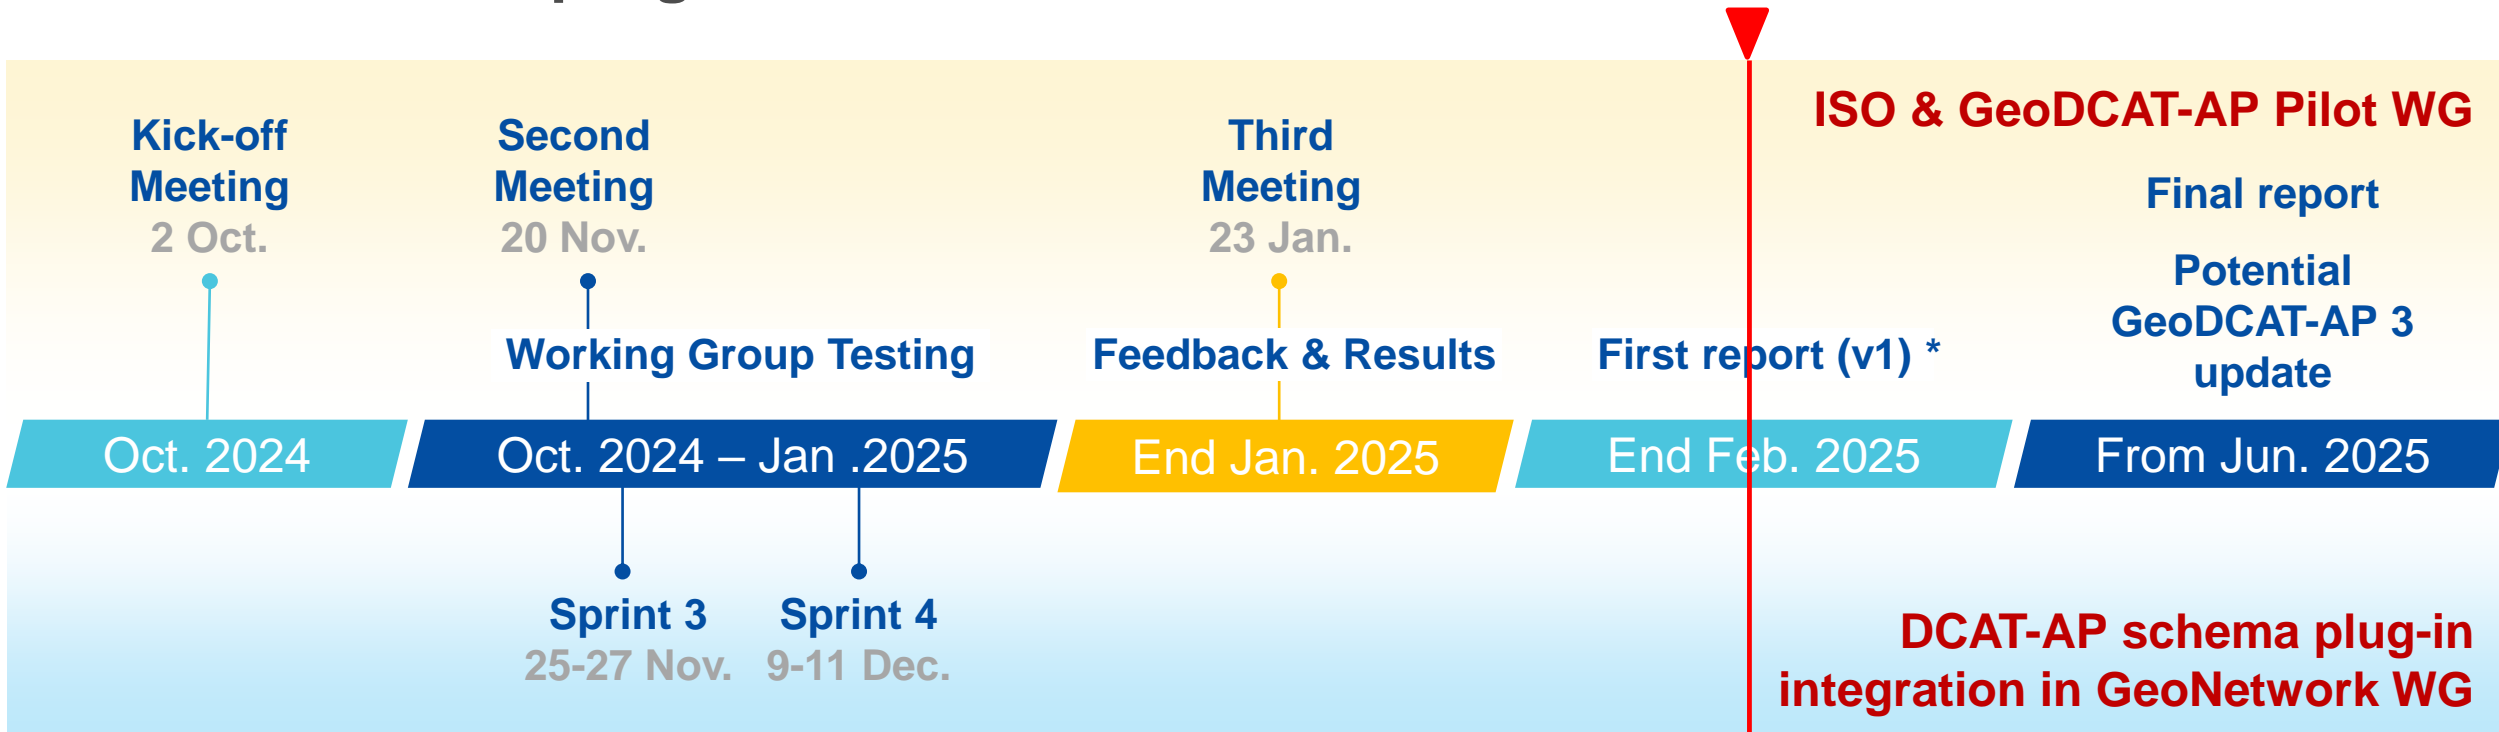 ISO & GeoDCAT-AP Pilot WG
Kick-off
Meeting
2 Oct.
Second
Meeting
20 Nov.
Third
Meeting
23 Jan.
Final report
Potential
GeoDCAT-AP 3
update
Working Group Testing
Feedback & Results
First report (v1) *
Oct. 2024
Oct. 2024 – Jan .2025
End Jan. 2025
End Feb. 2025
From Jun. 2025
Sprint 3
25-27 Nov.
Sprint 4
9-11 Dec.
DCAT-AP schema plug-in
integration in GeoNetwork WG